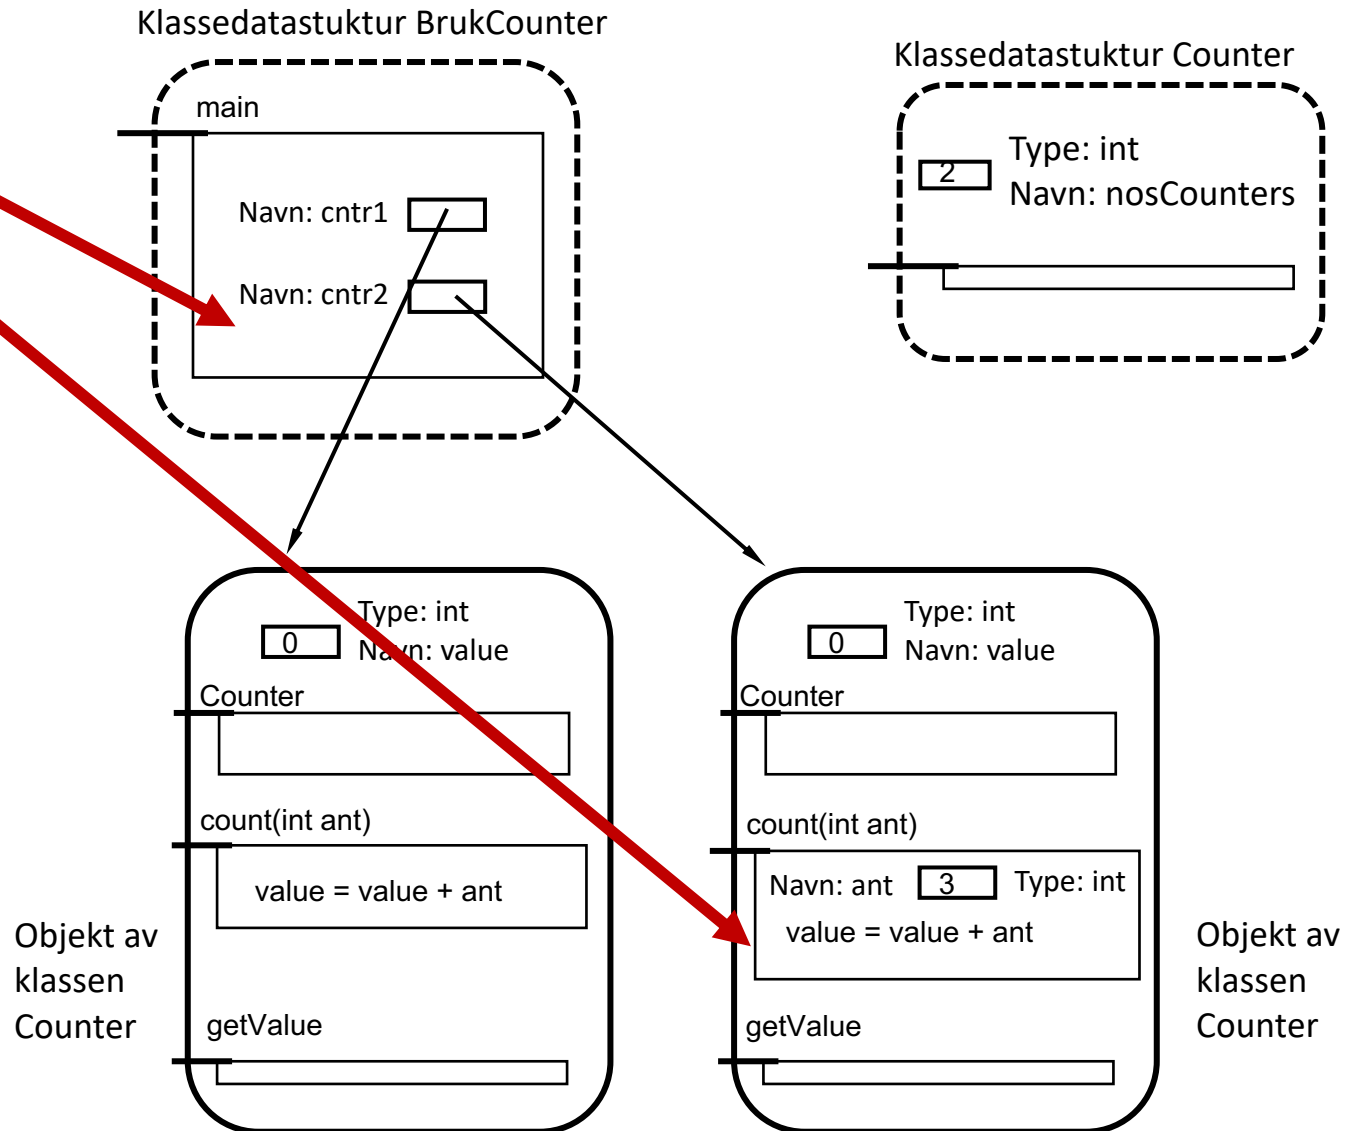 Klassedatastuktur BrukCounter
main
Navn: cntr1
Navn: cntr2
Klassedatastuktur Counter
2
Type: int
Navn: nosCounters
0
Type: int
Navn: value
Counter
count(int ant)
value = value + ant
getValue
Objekt av
klassen
Counter
0
Type: int
Navn: value
Counter
count(int ant)
Navn: ant 3 Type: int
value = value + ant
getValue
Objekt av
klassen
Counter